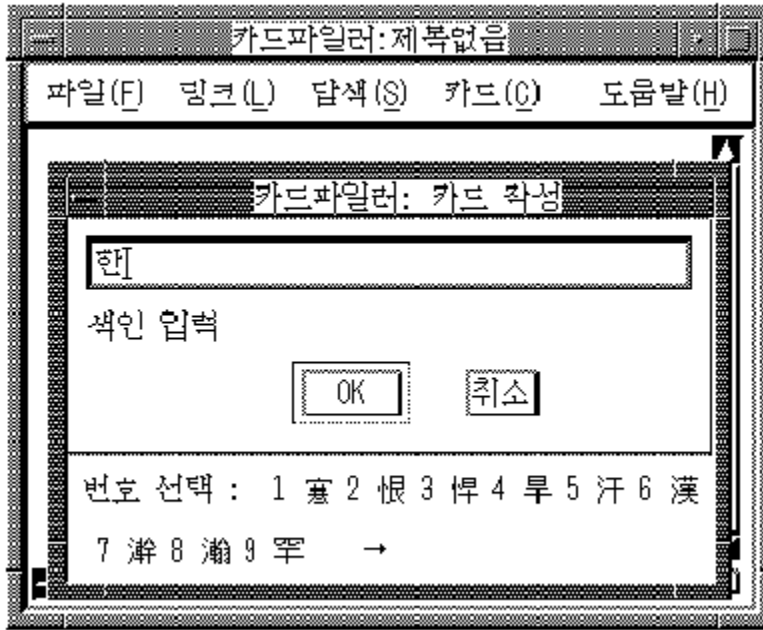 카드파일러:제목없음
파일(F) 링크(L) 탐색(S) 카드(C) 도움말(H)
카드파일러: 카드 작성
한
색인 입력
OK 취소
번호 선택 : 1 寒 2 恨 3 悍 4 旱 5 汗 6 漢
7 澣 8 瀚 9 罕 →